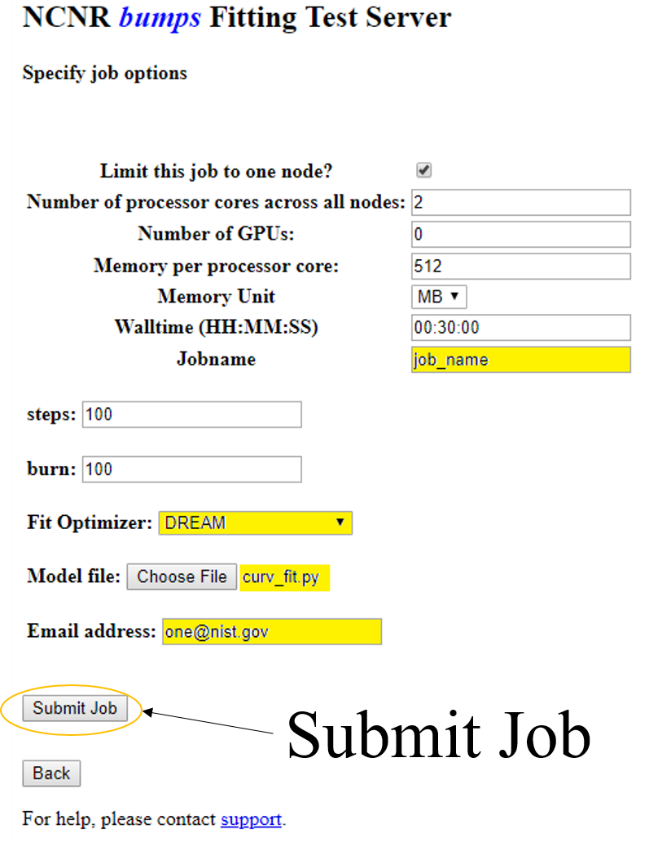 NCNR bumps Fitting Test Server
Specify job options
Limit this job to one node?
Number of processor cores across all nodes: 2
Number of GPUs: 0
Memory per processor core: 512
Memory Unit MB
Walltime (HH:MM:SS) 00:30:00
Jobname job_name
steps: 100
burn: 100
Fit Optimizer: DREAM
Model file: Choose File curv_fit.py
Email address: one@nist.gov
Submit Job
Submit Job
Back
For help, please contact support.